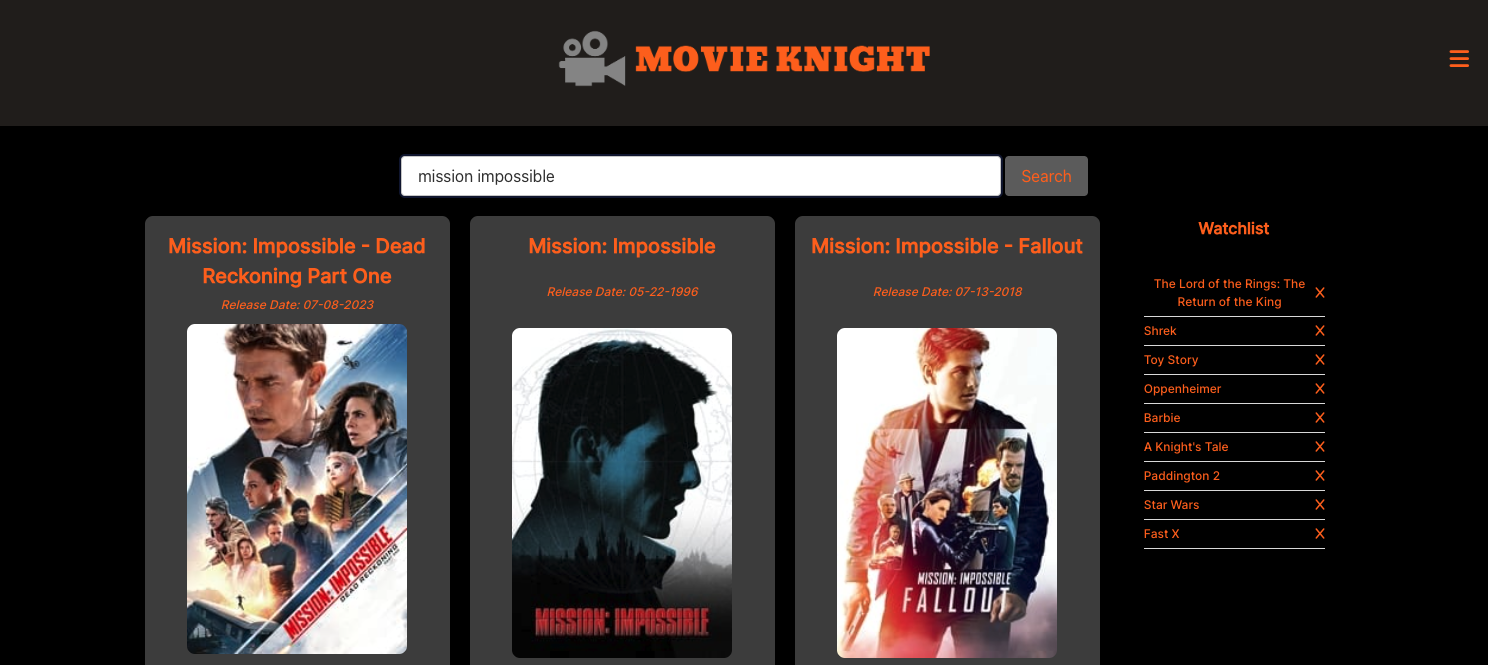 MOVIE KNIGHT
mission impossible
Search
Mission: Impossible - Dead
Reckoning Part One
Release Date: 07-08-2023
MISSION: IMPOSSIBLE
DEAD RECKONING
Mission: Impossible
Release Date: 05-22-1996
MISSION: IMPOSSIBLE
Mission: Impossible - Fallout
Release Date: 07-13-2018
MISSION: IMPOSSIBLE
FALLOUT
Watchlist
The Lord of the Rings: The
Return of the King
X
Shrek X
Toy Story X
Oppenheimer X
Barbie X
A Knight's Tale X
Paddington 2 X
Star Wars X
Fast X X